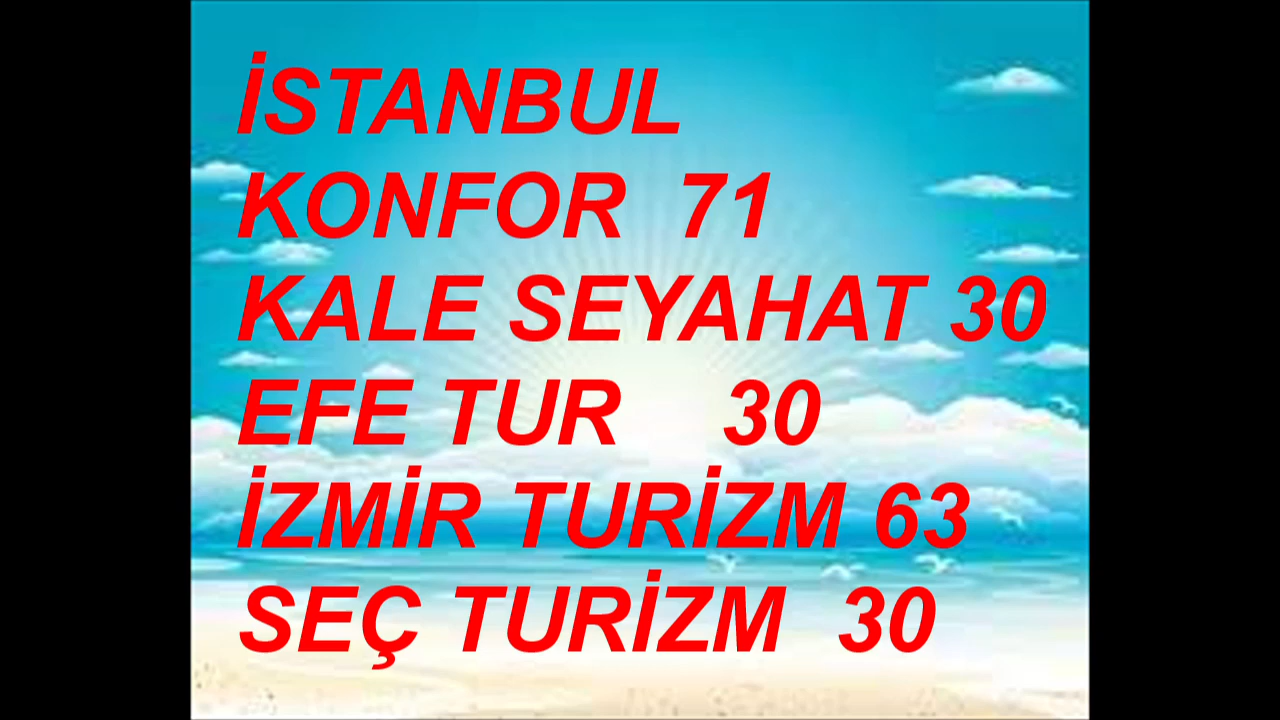 İSTANBUL
KONFOR 71
KALE SEYAHAT 30
EFE TUR 30
İZMİR TURİZM 63
SEÇ TURİZM 30